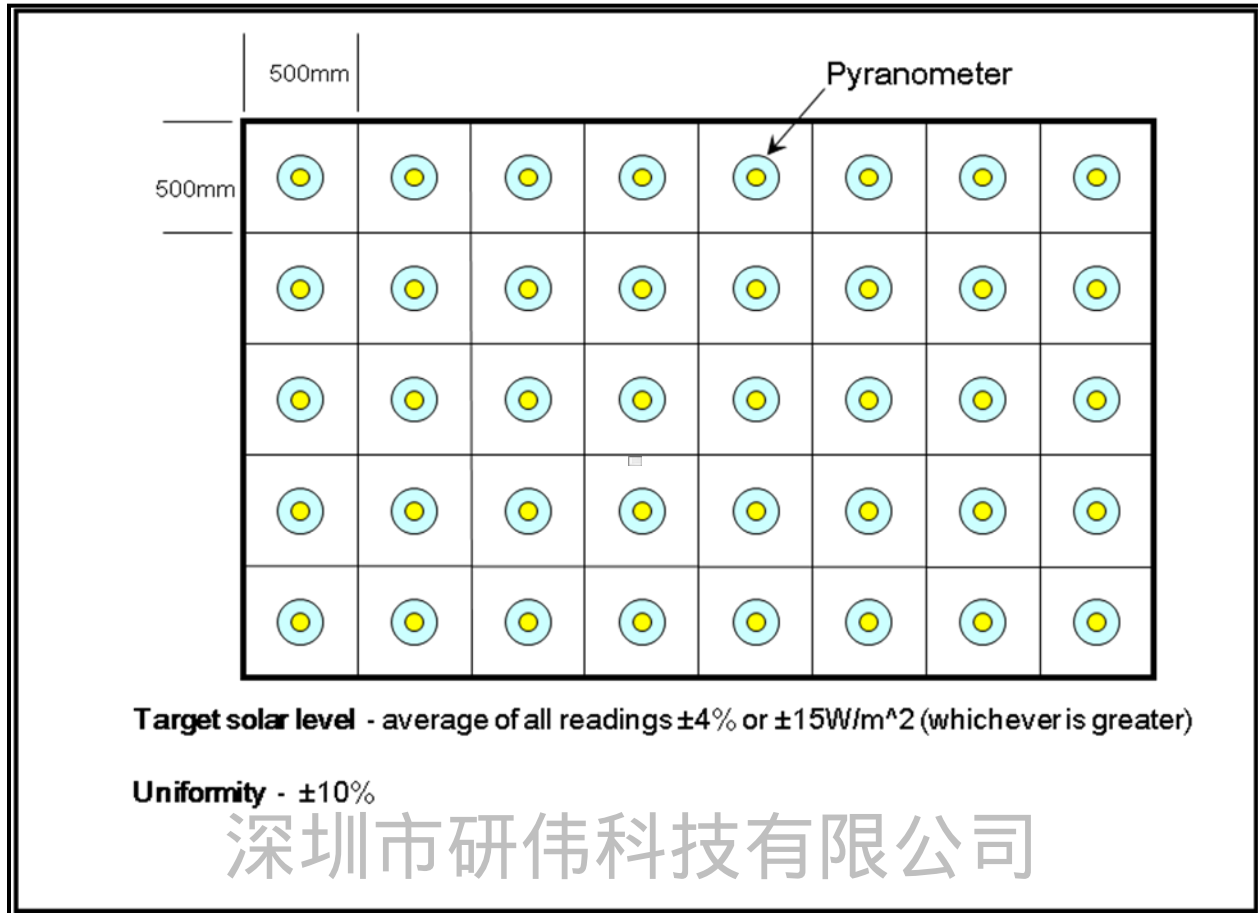 500mm
Pyranometer
500mm
Target solar level - average of all readings ±4% or ±15W/m^2 (whichever is greater)
Uniformity - ±10%
深圳市研伟科技有限公司